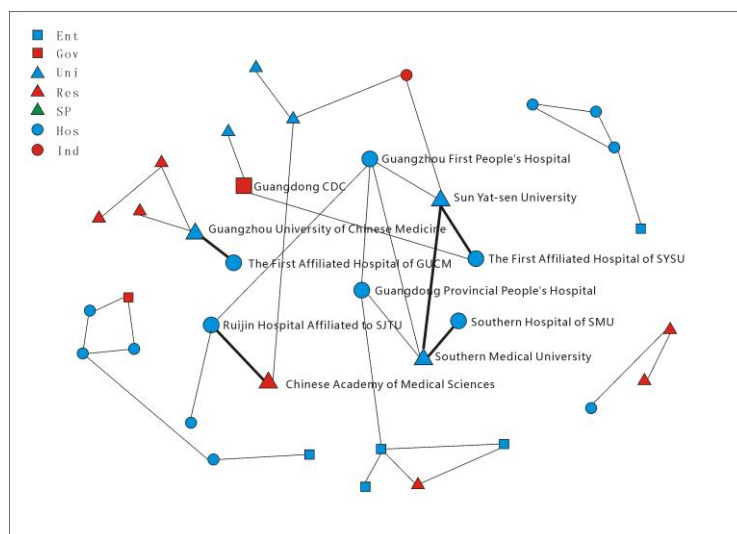 Ent
Gov
Uni
Res
SP
Hos
Ind
Guangzhou First People's Hospital
Guangdong CDC
Sun Yat-sen University
Guangzhou University of Chinese Medicine
The First Affiliated Hospital of GUCM
The First Affiliated Hospital of SYSU
Guangdong Provincial People's Hospital
Ruijin Hospital Affiliated to SJTU
Southern Hospital of SMU
Southern Medical University
Chinese Academy of Medical Sciences